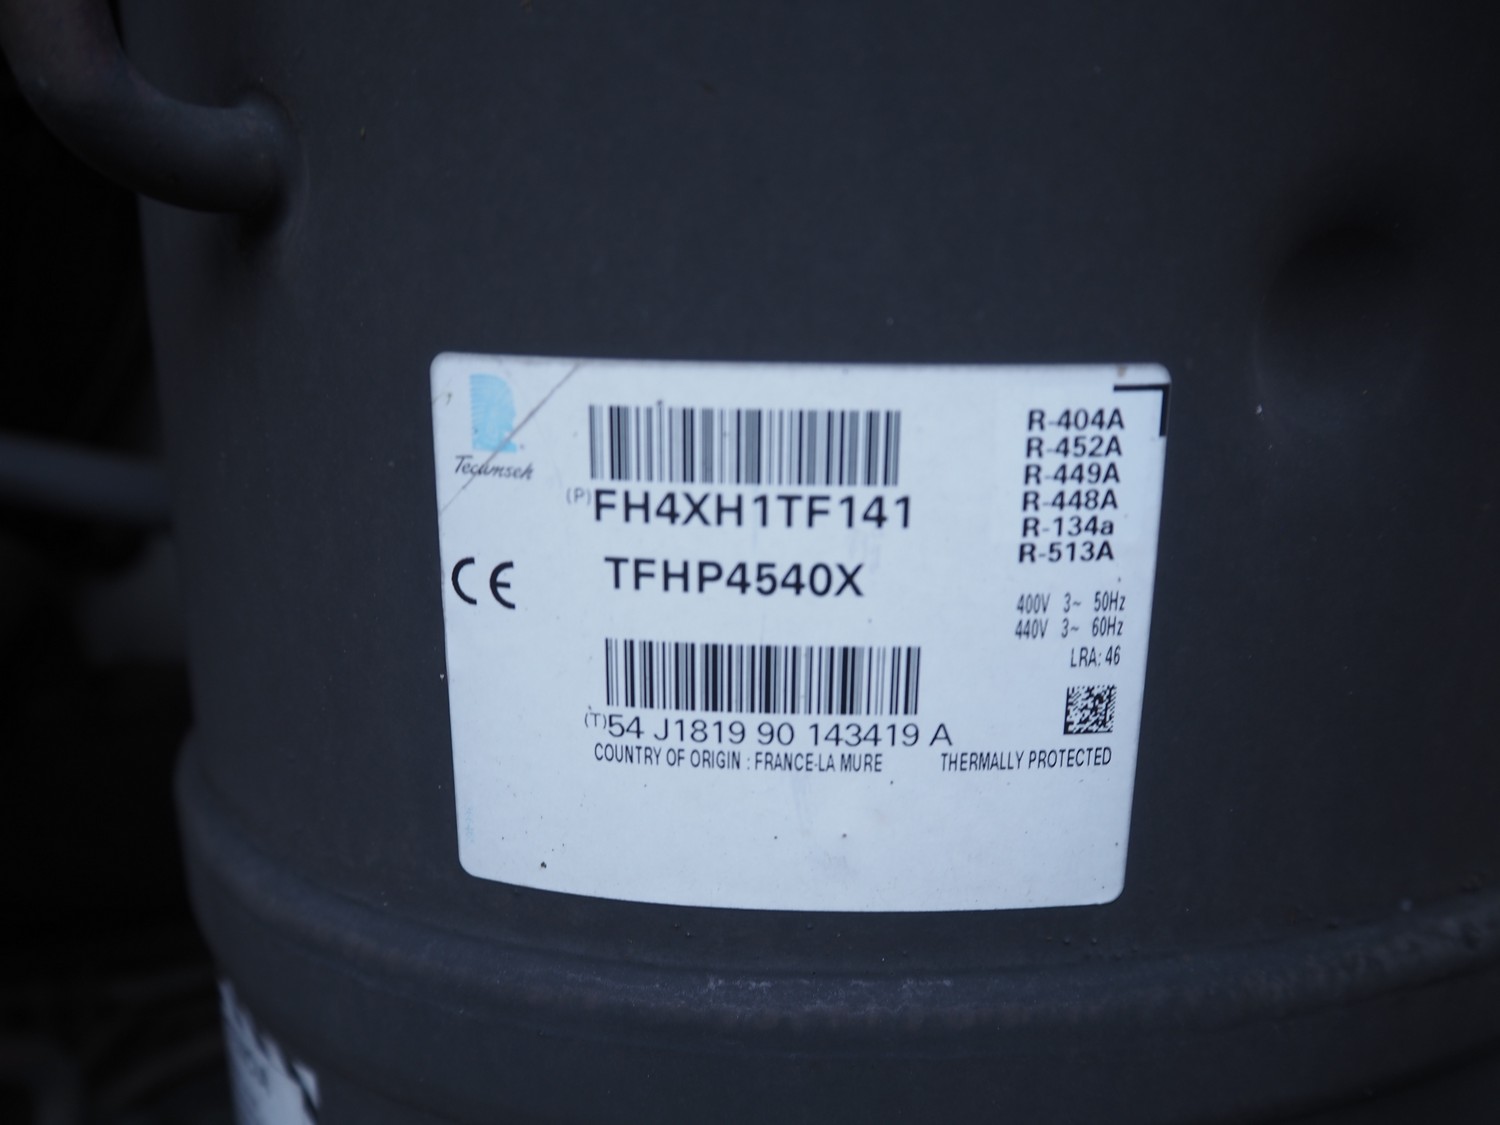 Tecumseh
(P)FH4XH1TF141
TFHP4540X
CE
(T)54 J1819 90 143419 A
COUNTRY OF ORIGIN : FRANCE-LA MURE
R-404A
R-452A
R-449A
R-448A
R-134a
R-513A
400V 3~ 50Hz
440V 3~ 60Hz
LRA: 46
THERMALLY PROTECTED